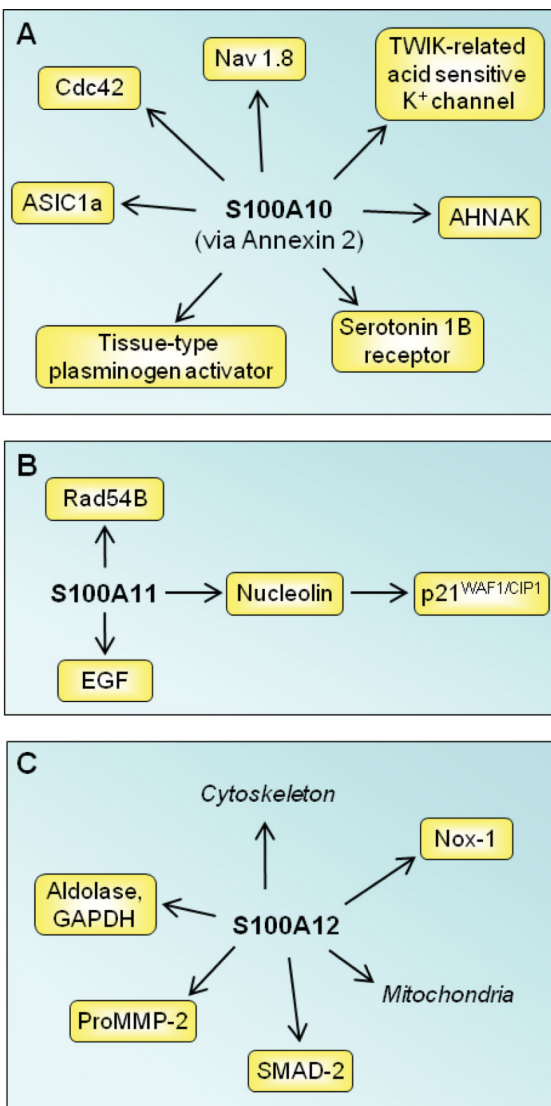 A
Nav 1.8
TWIK-related
acid sensitive
K⁺ channel
Cdc42
ASIC1a
S100A10
(via Annexin 2)
AHNAK
Tissue-type
plasminogen activator
Serotonin 1B
receptor
B
Rad54B
S100A11
Nucleolin
p21WAF1/CIP1
EGF
C
Cytoskeleton
Nox-1
Aldolase,
GAPDH
S100A12
Mitochondria
ProMMP-2
SMAD-2